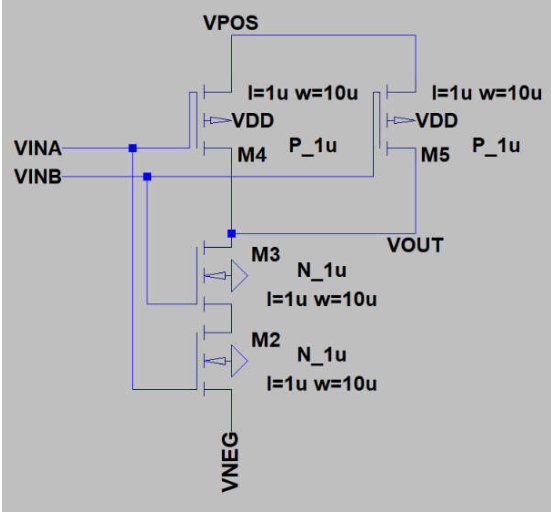 VPOS
l=1u w=10u
l=1u w=10u
VDD
VDD
VINA
M4
P_1u
M5
P_1u
VINB
VOUT
M3
N_1u
l=1u w=10u
M2
N_1u
l=1u w=10u
VNEG